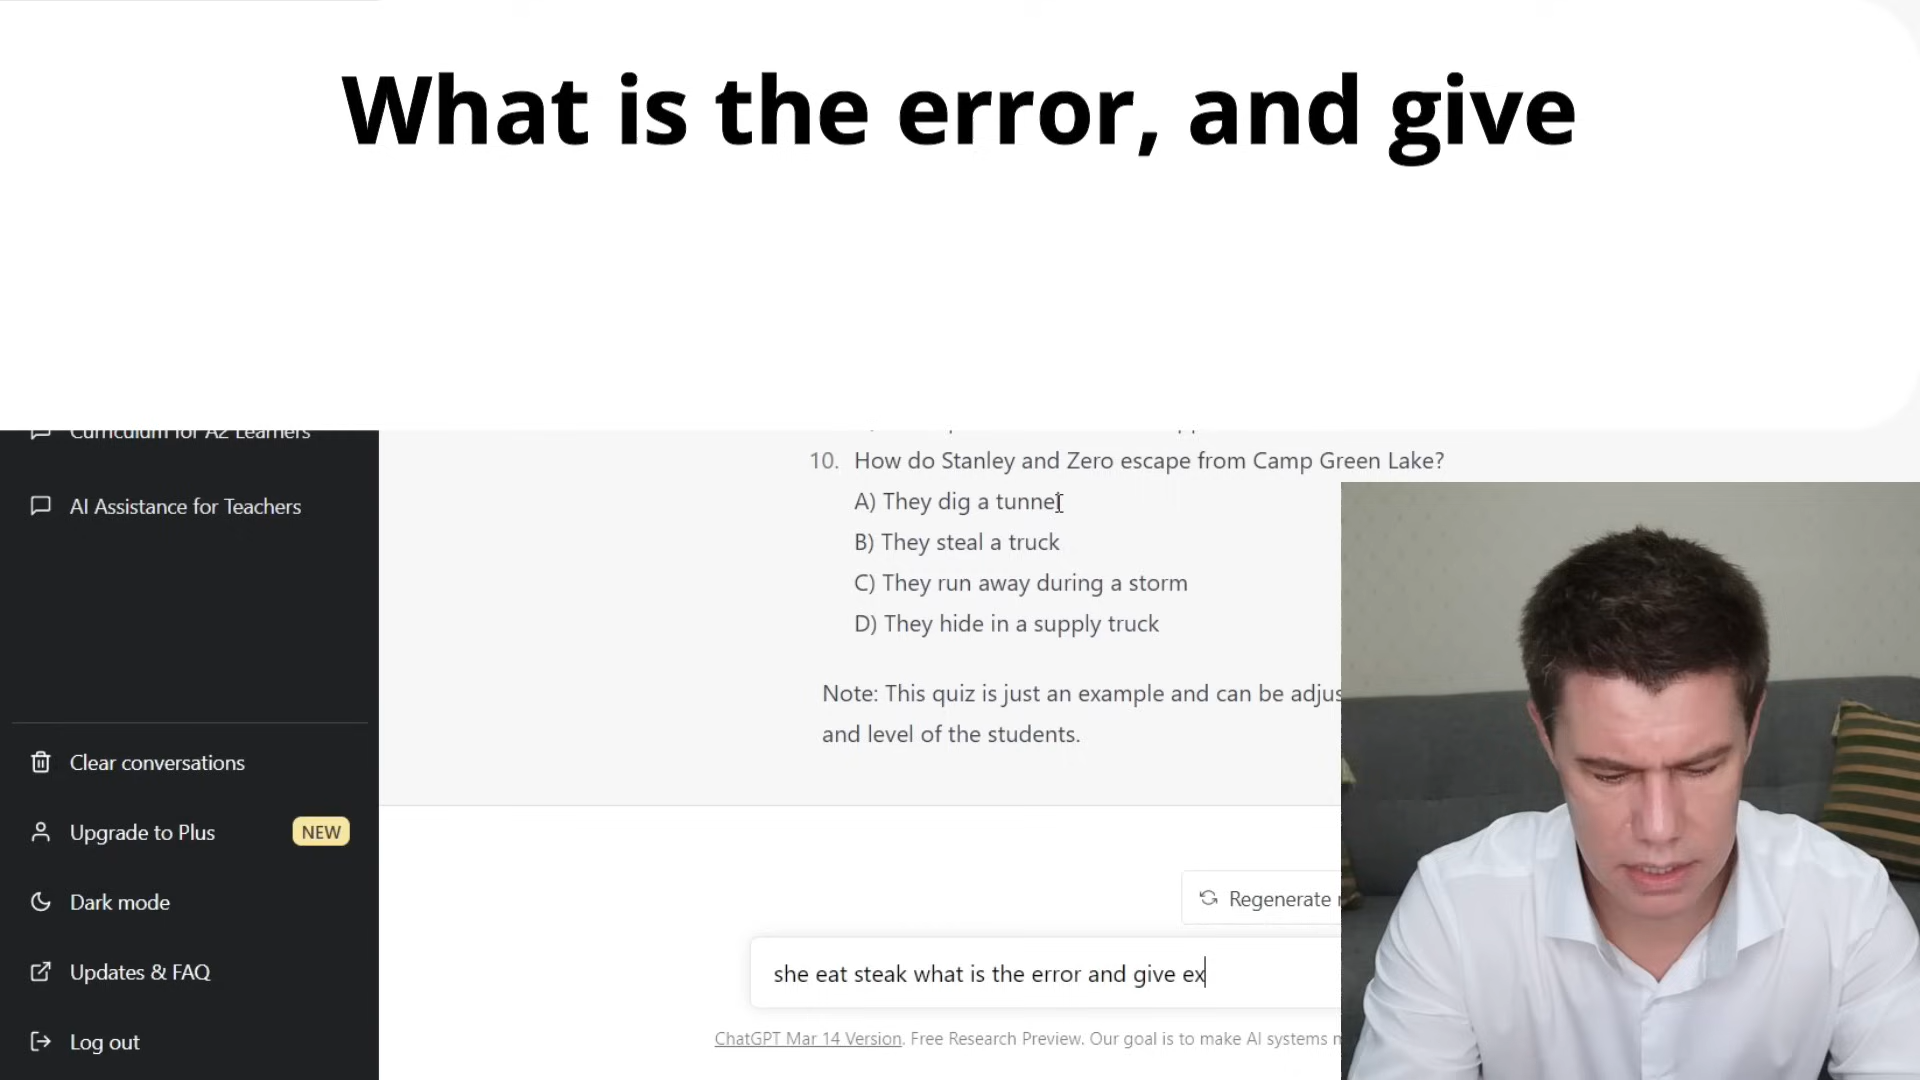 What is the error, and give
Curriculum for A2 Learners
AI Assistance for Teachers
Clear conversations
Upgrade to Plus NEW
Dark mode
Updates & FAQ
Log out
10. How do Stanley and Zero escape from Camp Green Lake?
A) They dig a tunnel
B) They steal a truck
C) They run away during a storm
D) They hide in a supply truck
Note: This quiz is just an example and can be adjus
and level of the students.
Regenerate
she eat steak what is the error and give ex
ChatGPT Mar 14 Version. Free Research Preview. Our goal is to make AI systems